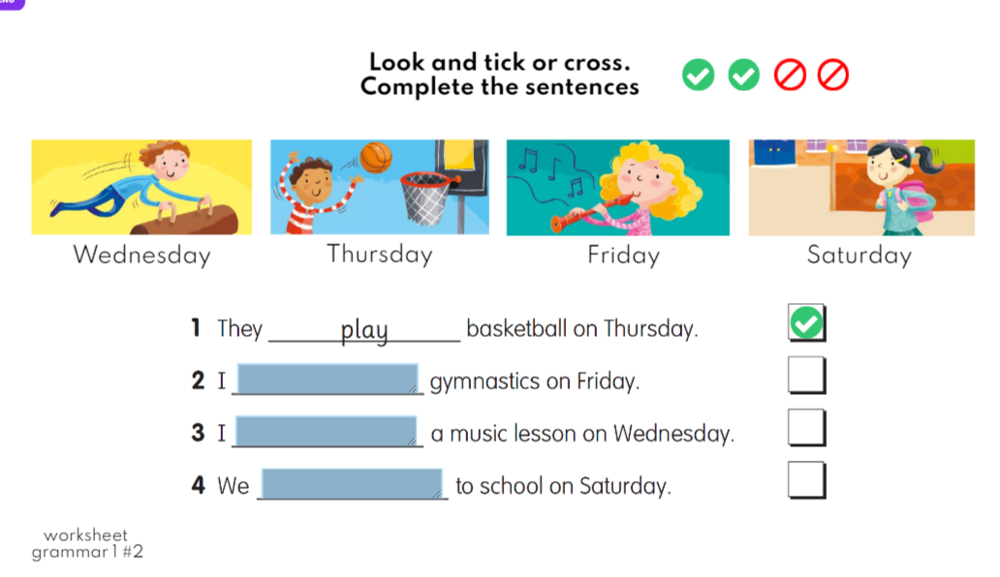 Look and tick or cross.
Complete the sentences
Wednesday
Thursday
Friday
Saturday
1 They play basketball on Thursday.
2 I gymnastics on Friday.
3 I a music lesson on Wednesday.
4 We to school on Saturday.
worksheet
grammar 1 #2